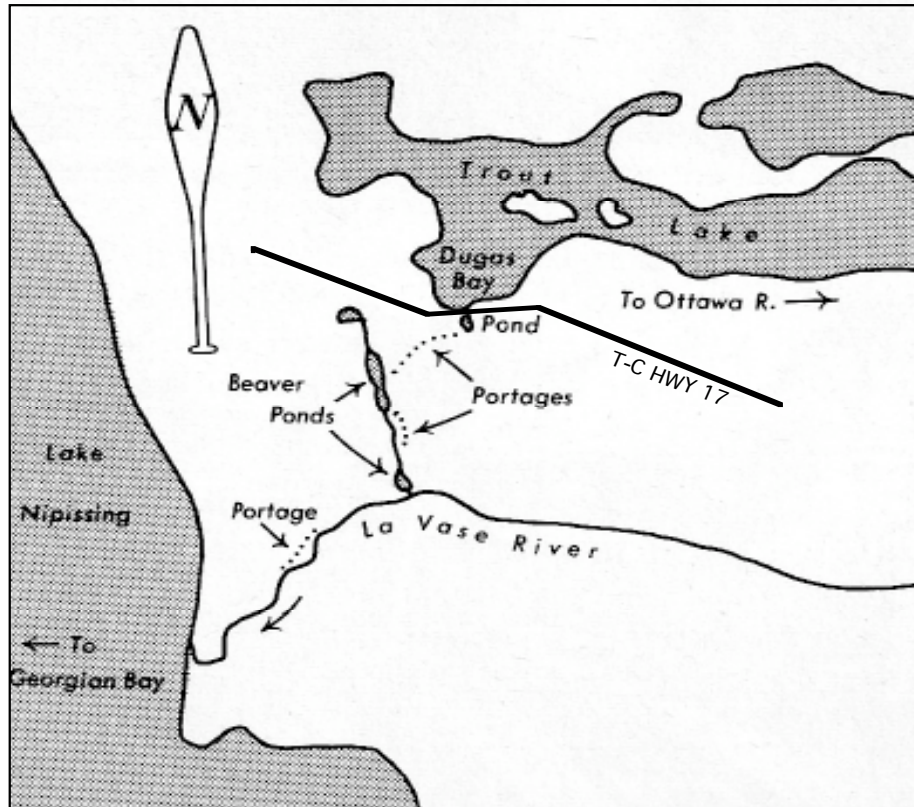 N
Trout
Lake
Dugas
Bay
To Ottawa R.
Pond
T-C HWY 17
Beaver
Ponds
Portages
Lake
Nipissing
Portage
La Vase River
To
Georgian Bay